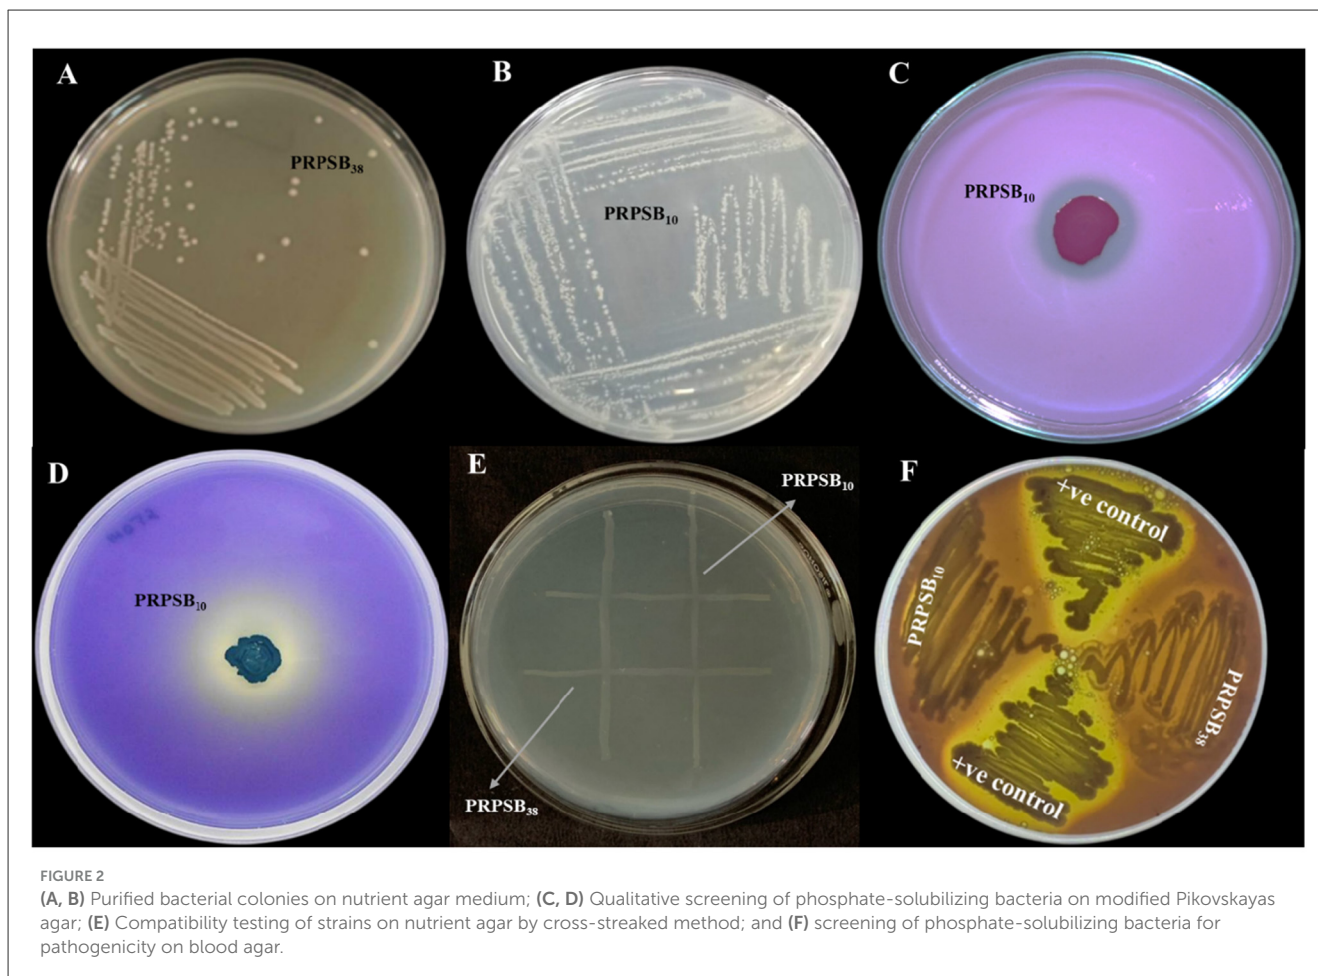 A
PRPSB₃₈
B
PRPSB₁₀
C
PRPSB₁₀
D
PRPSB₁₀
E
PRPSB₁₀
PRPSB₃₈
F
+ve control
PRPSB₁₀
PRPSB₃₈
+ve control
FIGURE 2
(A, B) Purified bacterial colonies on nutrient agar medium; (C, D) Qualitative screening of phosphate-solubilizing bacteria on modified Pikovskayas
agar; (E) Compatibility testing of strains on nutrient agar by cross-streaked method; and (F) screening of phosphate-solubilizing bacteria for
pathogenicity on blood agar.